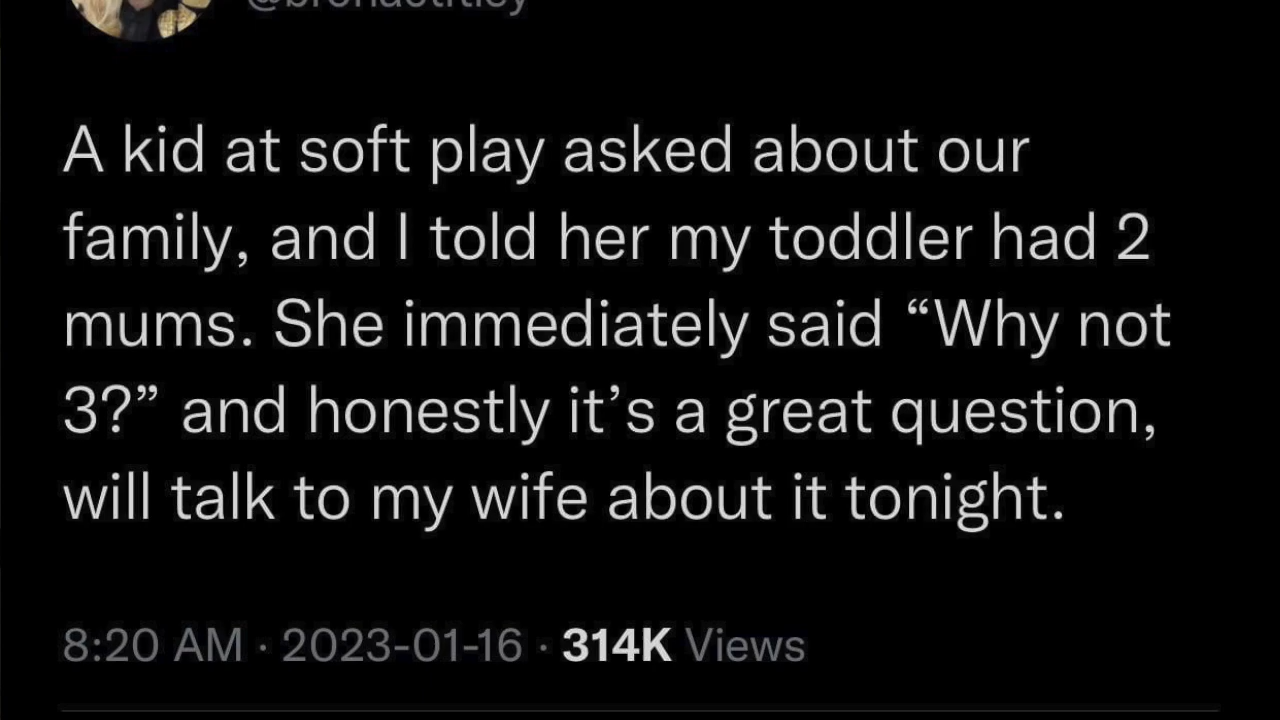 A kid at soft play asked about our
family, and I told her my toddler had 2
mums. She immediately said “Why not
3?” and honestly it’s a great question,
will talk to my wife about it tonight.
8:20 AM · 2023-01-16 · 314K Views